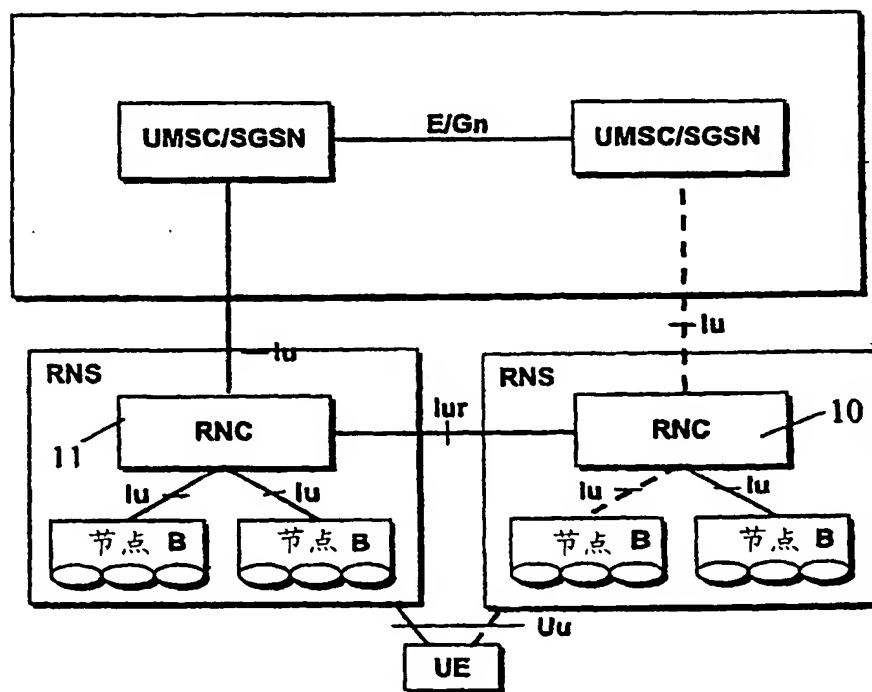 UMSC/SGSN
E/Gn
UMSC/SGSN
Iu
Iu
RNS
RNS
RNC
Iur
RNC
11
10
Iu
Iu
Iu
Iu
节点 B
节点 B
节点 B
节点 B
Uu
UE